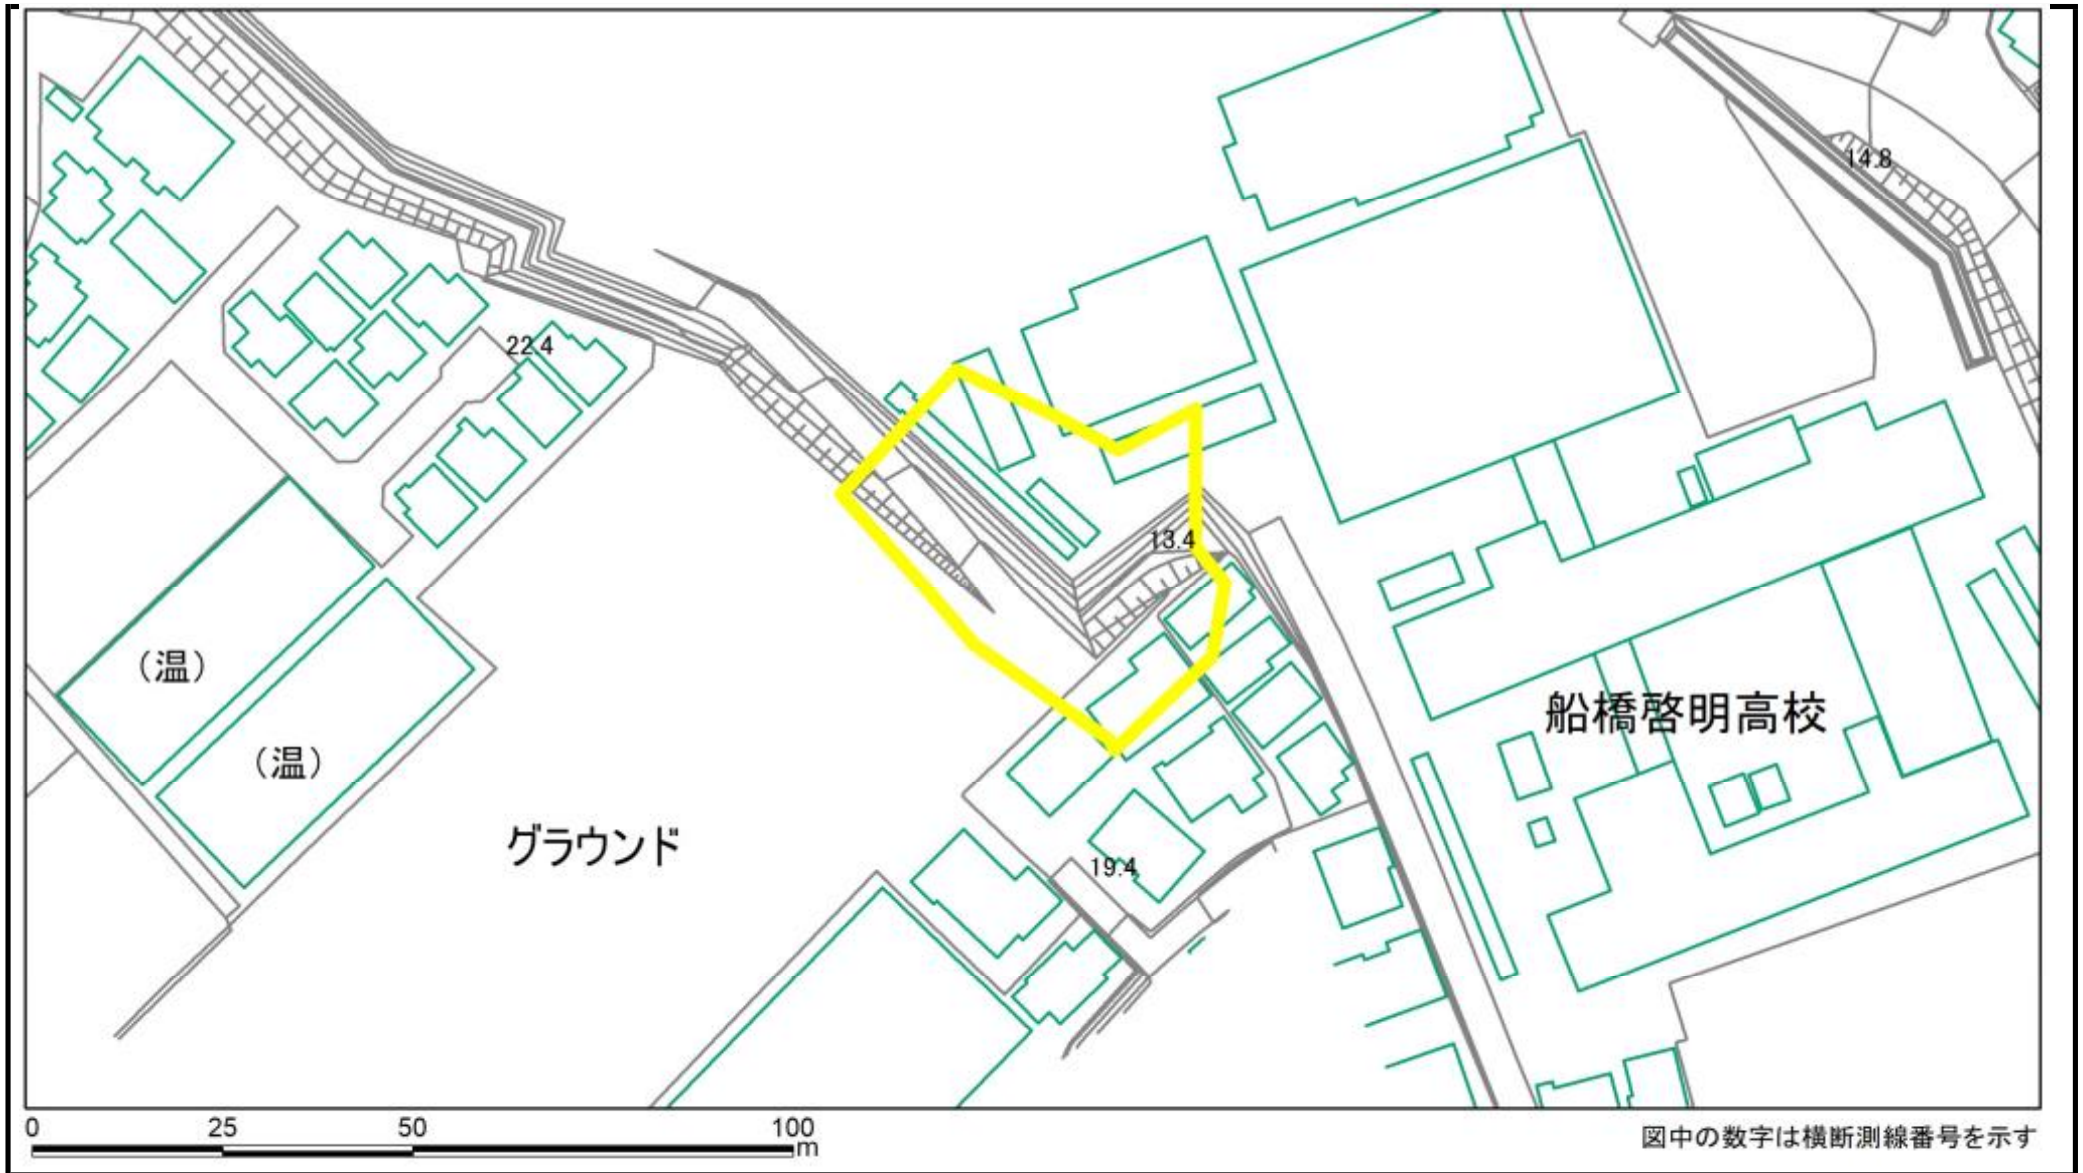 14.8
22.4
13.4
(温)
船橋啓明高校
(温)
グラウンド
19.4
0 25 50 100
m
図中の数字は横断測線番号を示す